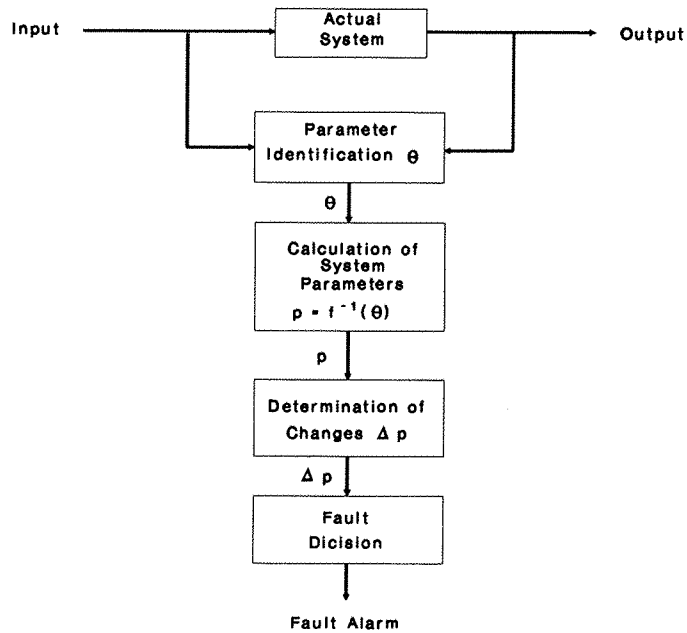 Input
Actual
System
Output
Parameter
Identification θ
θ
Calculation of
System
Parameters
p = f⁻¹(θ)
p
Determination of
Changes Δ p
Δ p
Fault
Dicision
Fault Alarm